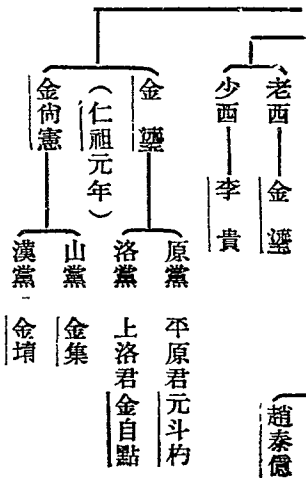 老西
金瑬
少西
李貴
金瑬
(仁祖元年)
金尙憲
原黨 平原君元斗杓
洛黨 上洛君金自點
山黨 金集
漢黨 金堉
趙泰億